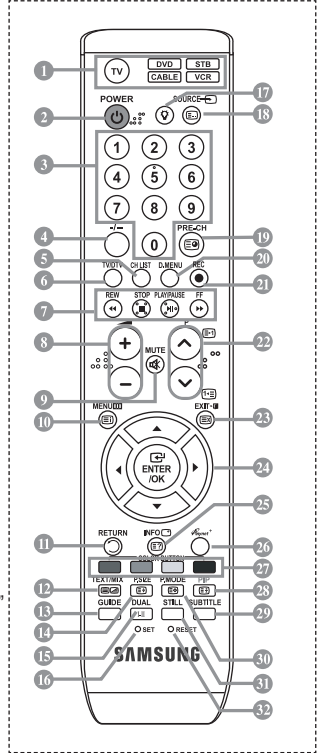 1 TV DVD STB
CABLE VCR
POWER SOURCE 17
2 18
3 1 2 3
4 5 6
7 8 9
4 -/-- 0 PRE-CH 19
5 20
6 TV/DTV CH LIST D.MENU REC 21
REW STOP PLAY/PAUSE FF
7
8 + P 22
9 MUTE
−
10 MENU EXIT 23
ENTER
/OK 24
25
11 RETURN INFO 26
COLOR BUTTON 27
12 TEXT/MIX P.SIZE P.MODE PIP 28
13 GUIDE DUAL STILL SUBTITLE 29
14 I-II 30
15 31
16 SET RESET 32
SAMSUNG